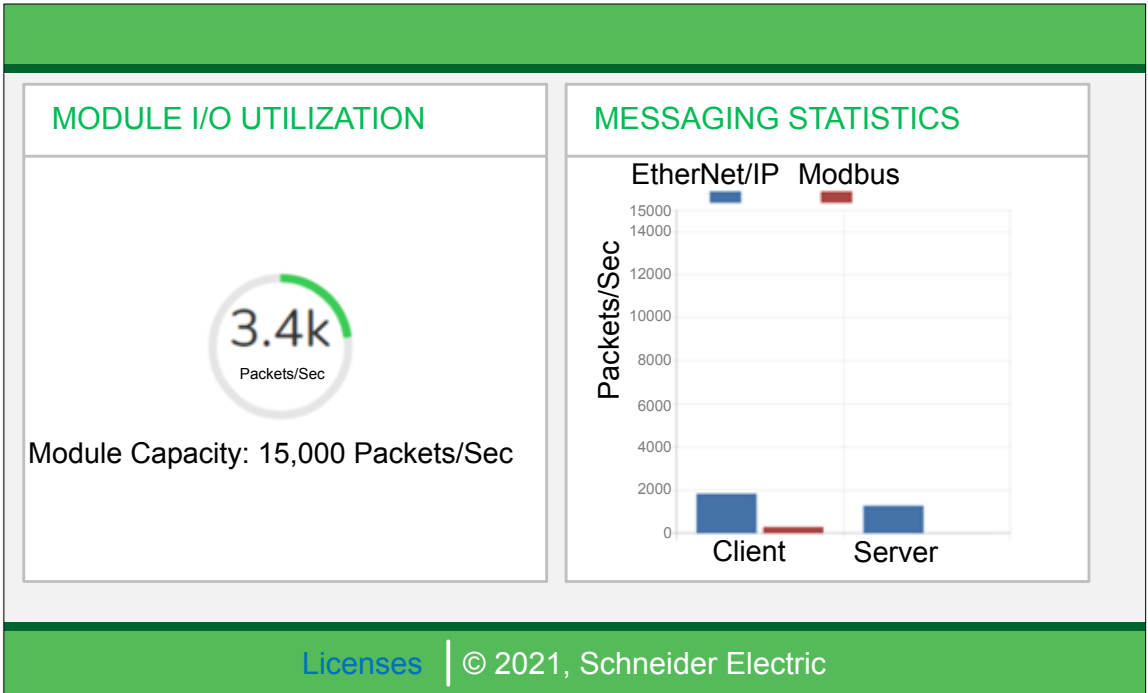 MODULE I/O UTILIZATION
3.4k
Packets/Sec
Module Capacity: 15,000 Packets/Sec
MESSAGING STATISTICS
EtherNet/IP Modbus
Packets/Sec
15000
14000
12000
10000
8000
6000
4000
2000
0
Client Server
Licenses | © 2021, Schneider Electric